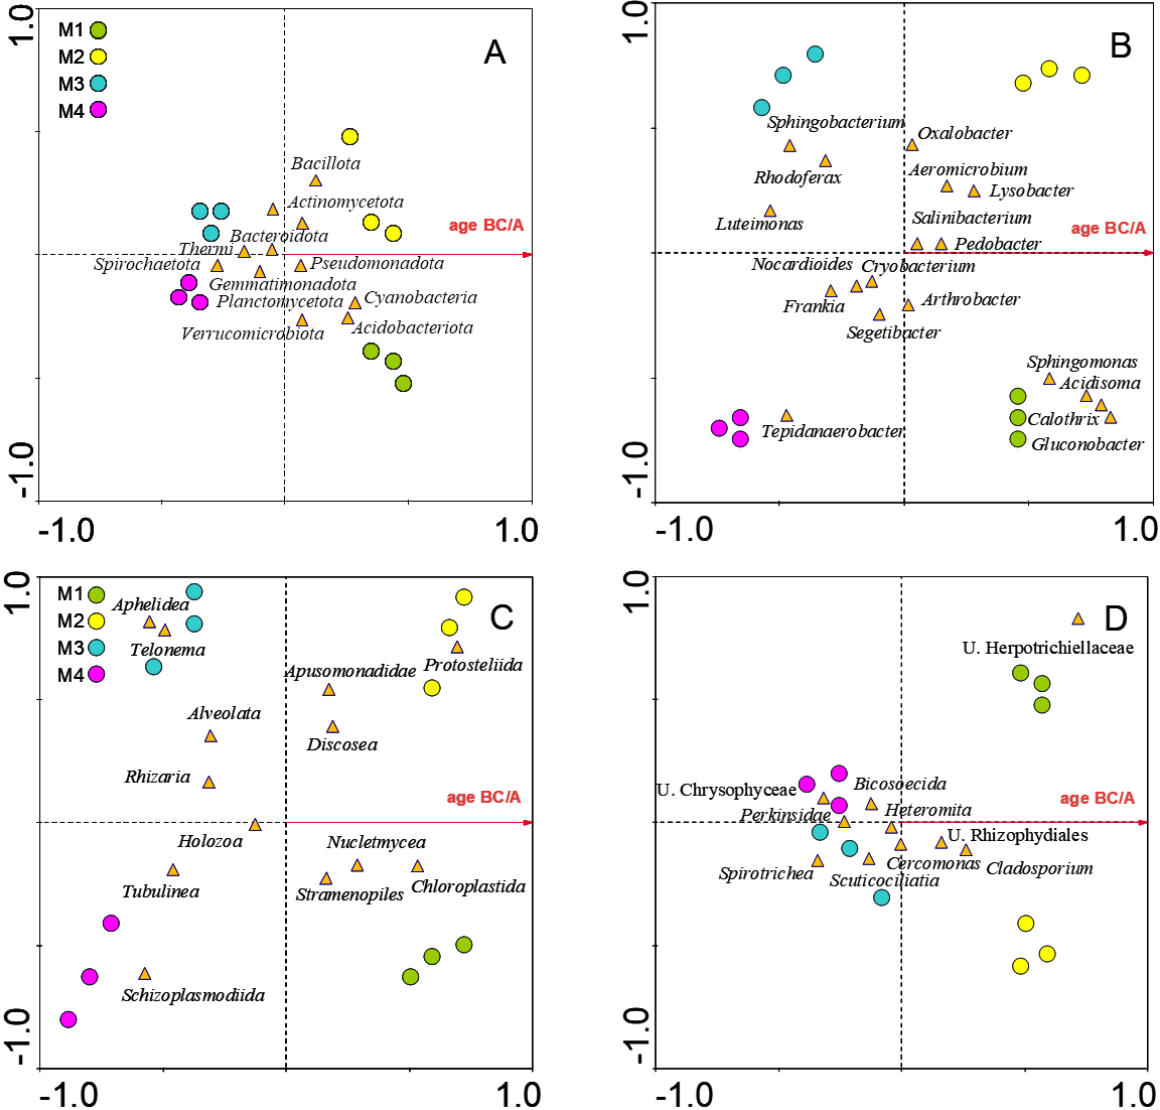 1.0
M1
M2
M3
M4
A
Bacillota
Actinomycetota
age BC/A
Bacteroidota
Thermi
Spirochaetota
Pseudomonadota
Gemmatimonadota
Planctomycetota
Cyanobacteria
Verrucomicrobiota
Acidobacteriota
-1.0
-1.0
1.0
1.0
B
Sphingobacterium
Oxalobacter
Rhodoferax
Aeromicrobium
Lysobacter
Luteimonas
Salinibacterium
age BC/A
Pedobacter
Nocardioides
Cryobacterium
Frankia
Arthrobacter
Segetibacter
Sphingomonas
Acidisoma
Calothrix
Tepidanaerobacter
Gluconobacter
-1.0
-1.0
1.0
1.0
M1
M2
M3
M4
C
Aphelidea
Telonema
Apusomonadidae
Protosteliida
Alveolata
Discosea
Rhizaria
age BC/A
Holozoa
Nucletmycea
Tubulinea
Stramenopiles
Chloroplastida
Schizoplasmodiida
-1.0
-1.0
1.0
1.0
D
U. Herpotrichiellaceae
U. Chrysophyceae
Bicosoecida
age BC/A
Perkinsidae
Heteromita
U. Rhizophydiales
Spirotrichea
Cercomonas
Cladosporium
Scuticociliatia
-1.0
-1.0
1.0